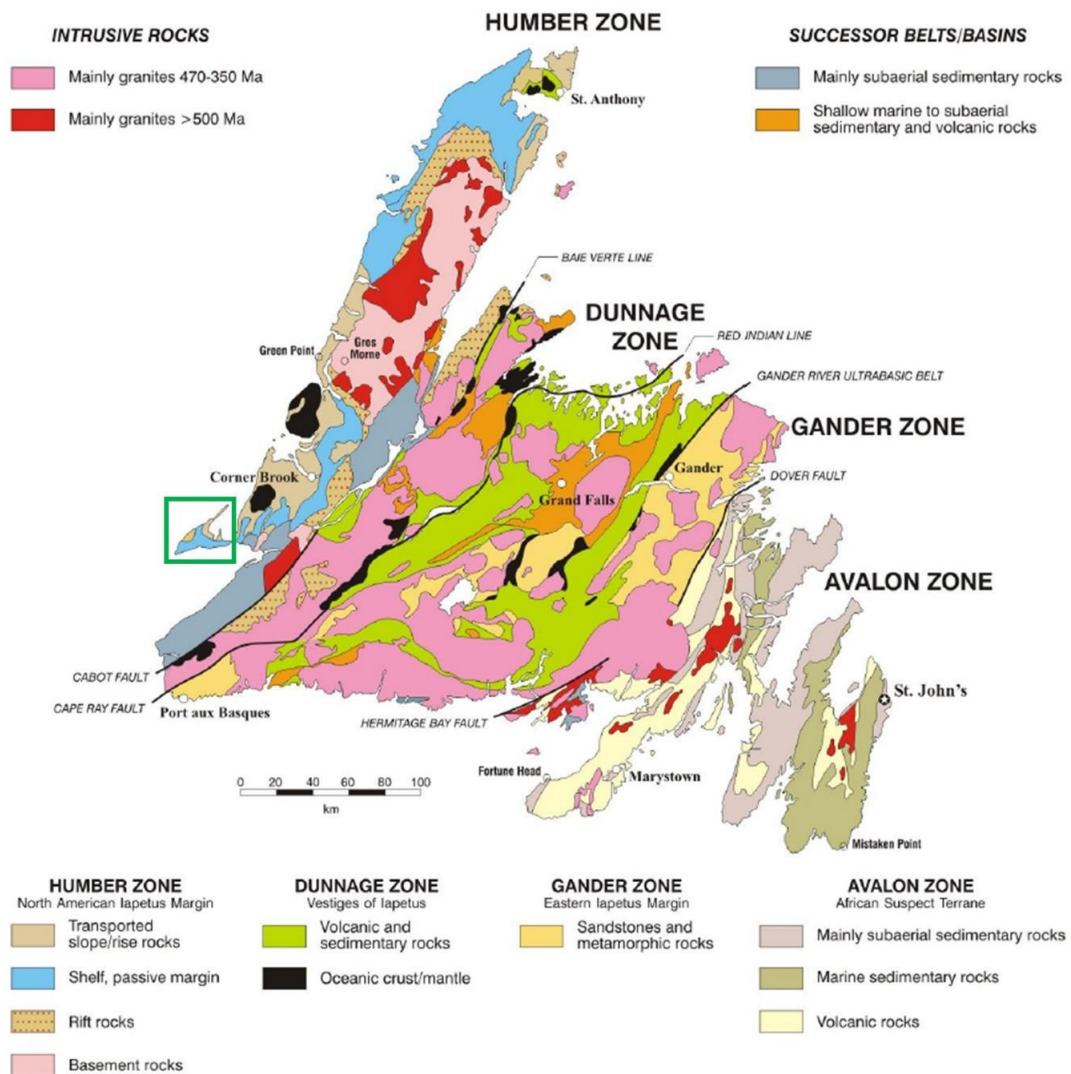 HUMBER ZONE
INTRUSIVE ROCKS
Mainly granites 470-350 Ma
Mainly granites >500 Ma
SUCCESSOR BELTS/BASINS
Mainly subaerial sedimentary rocks
Shallow marine to subaerial
sedimentary and volcanic rocks
St. Anthony
BAIE VERTE LINE
DUNNAGE
ZONE
RED INDIAN LINE
Green Point
Gros
Morne
GANDER RIVER ULTRABASIC BELT
GANDER ZONE
Corner Brook
Gander
DOVER FAULT
Grand Falls
AVALON ZONE
CABOT FAULT
CAPE RAY FAULT
Port aux Basques
HERMITAGE BAY FAULT
St. John's
Fortune Head
Marystown
0 20 40 60 80 100
km
Mistaken Point
HUMBER ZONE
North American Iapetus Margin
Transported
slope/rise rocks
Shelf, passive margin
Rift rocks
Basement rocks
DUNNAGE ZONE
Vestiges of Iapetus
Volcanic and
sedimentary rocks
Oceanic crust/mantle
GANDER ZONE
Eastern Iapetus Margin
Sandstones and
metamorphic rocks
AVALON ZONE
African Suspect Terrane
Mainly subaerial sedimentary rocks
Marine sedimentary rocks
Volcanic rocks